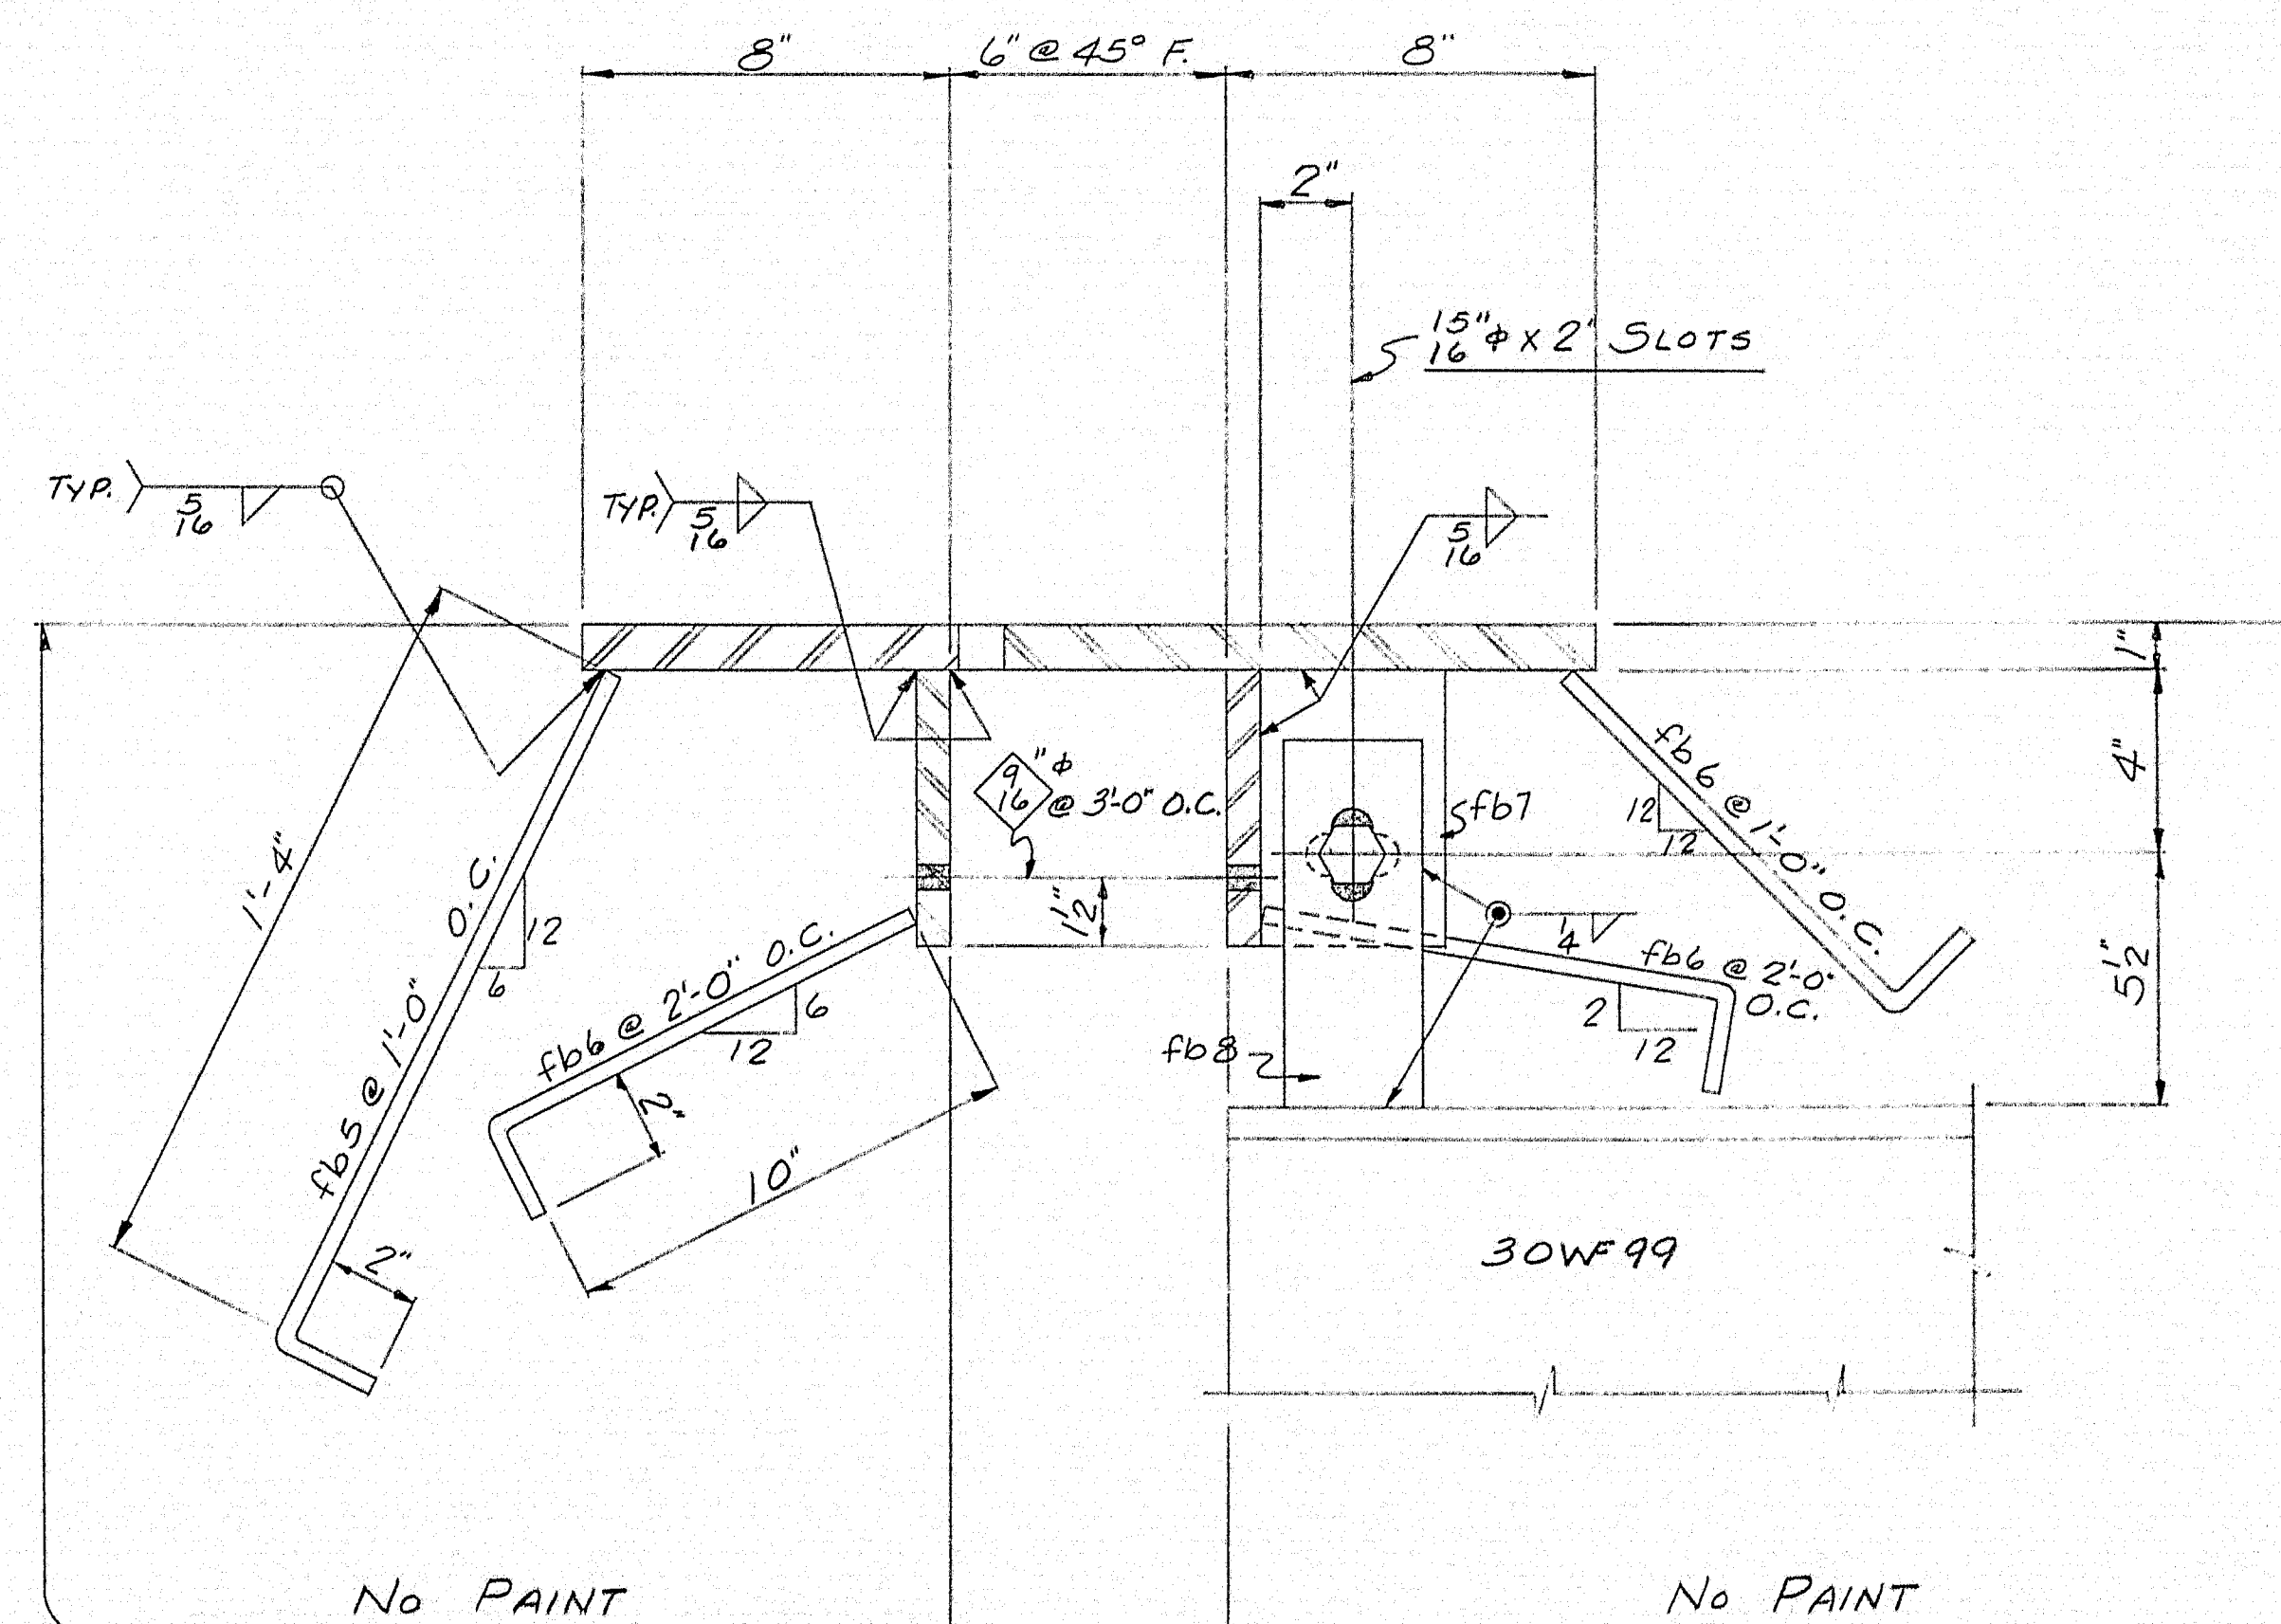 8" 6" @ 45° F. 8"
2"
15"/16 φ x 2" SLOTS
TYP. 5/16
TYP. 5/16
5/16
1"
4"
5 1/2"
9/16 "φ
@ 3'-0" O.C.
1 1/2"
fb7
fb6 @ 1'-0" O.C.
12
12
1'-4"
fb5 @ 1'-0" O.C.
12
6
fb6 @ 2'-0" O.C.
6
12
2"
10"
2"
1/4
fb6 @ 2'-0"
O.C.
2
12
fb8
30WF99
No PAINT
No PAINT